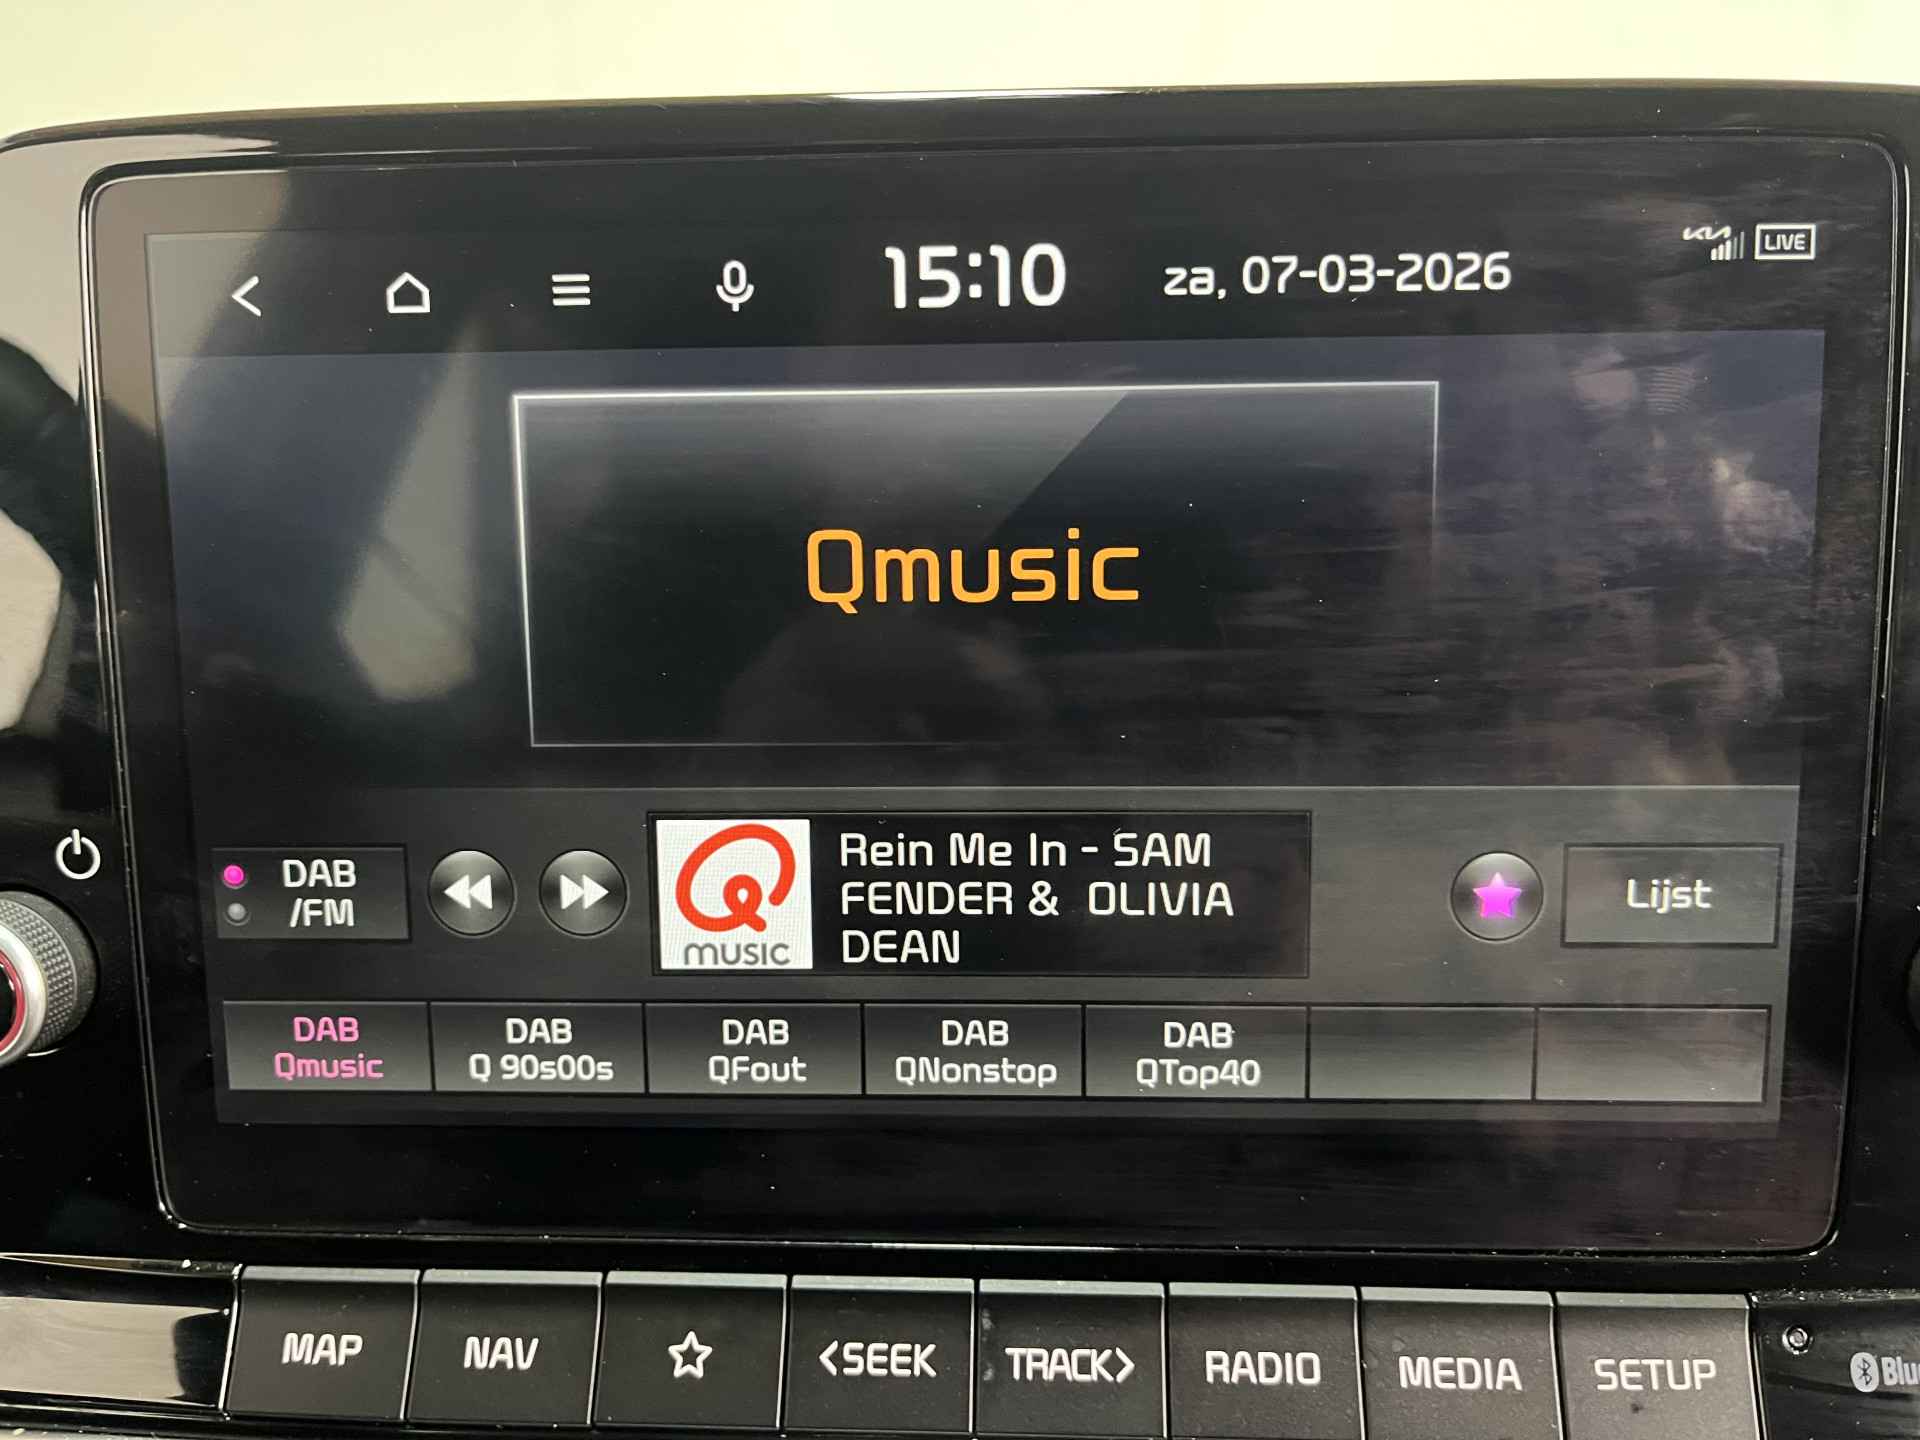 15:10
za, 07-03-2026
KIA
LIVE
Qmusic
DAB
/FM
MUSIC
Rein Me In - SAM
FENDER & OLIVIA
DEAN
Lijst
DAB
Qmusic
DAB
Q 90s00s
DAB
QFout
DAB
QNonstop
DAB
QTop40
MAP
NAV
<SEEK
TRACK>
RADIO
MEDIA
SETUP